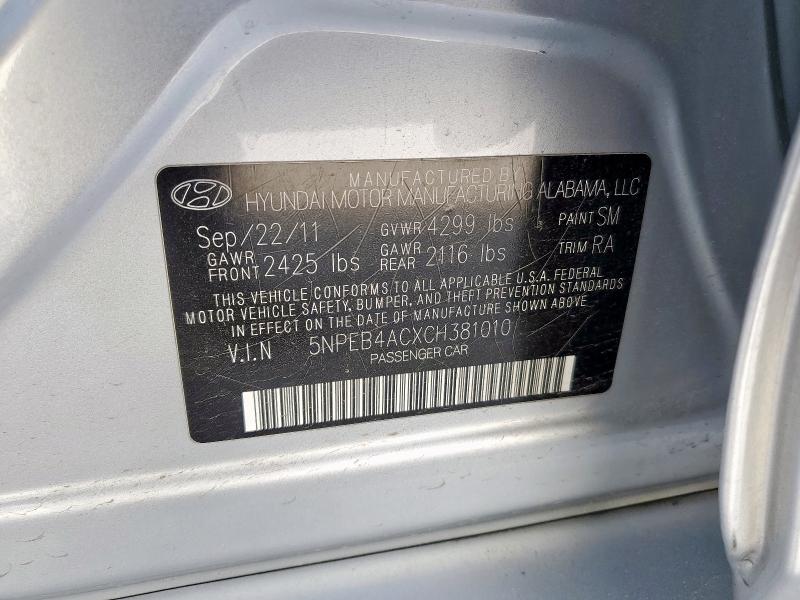 MANUFACTURED BY
HYUNDAI MOTOR MANUFACTURING ALABAMA, LLC
Sep/22/11 GVWR 4299 lbs PAINT SM
GAWR FRONT 2425 lbs GAWR REAR 2116 lbs TRIM RA
THIS VEHICLE CONFORMS TO ALL APPLICABLE U.S.A. FEDERAL
MOTOR VEHICLE SAFETY, BUMPER, AND THEFT PREVENTION STANDARDS
IN EFFECT ON THE DATE OF MANUFACTURE SHOWN ABOVE.
V.I.N 5NPEB4ACXCH381010
PASSENGER CAR